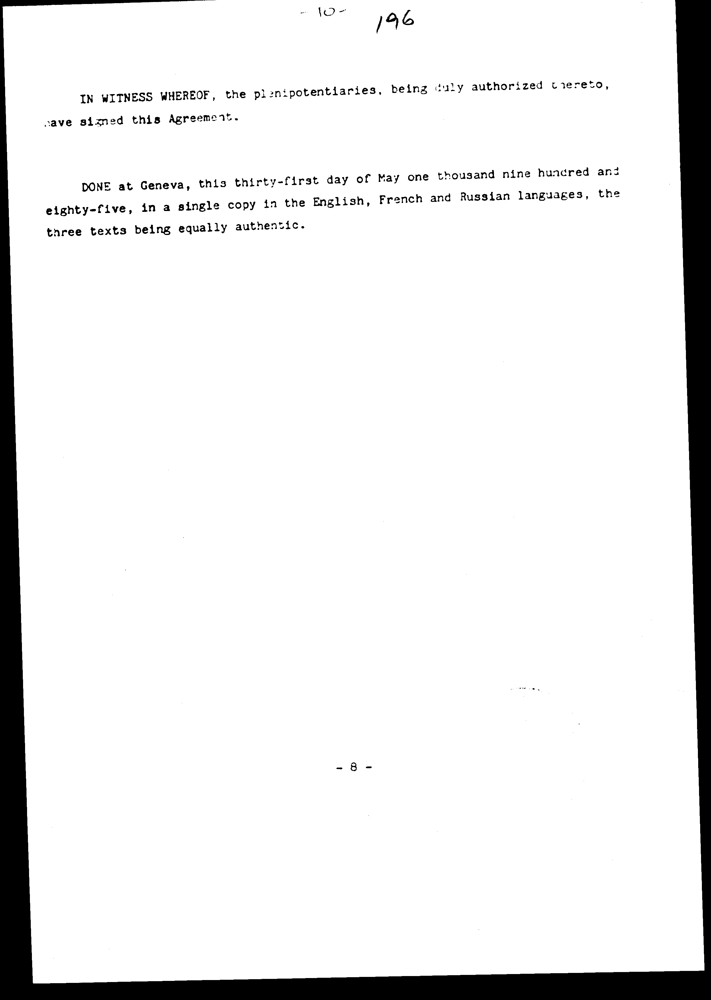 - 10 -
196
IN WITNESS WHEREOF, the plenipotentiaries, being duly authorized thereto,
have signed this Agreement.
DONE at Geneva, this thirty-first day of May one thousand nine hundred and
eighty-five, in a single copy in the English, French and Russian languages, the
three texts being equally authentic.
- 8 -